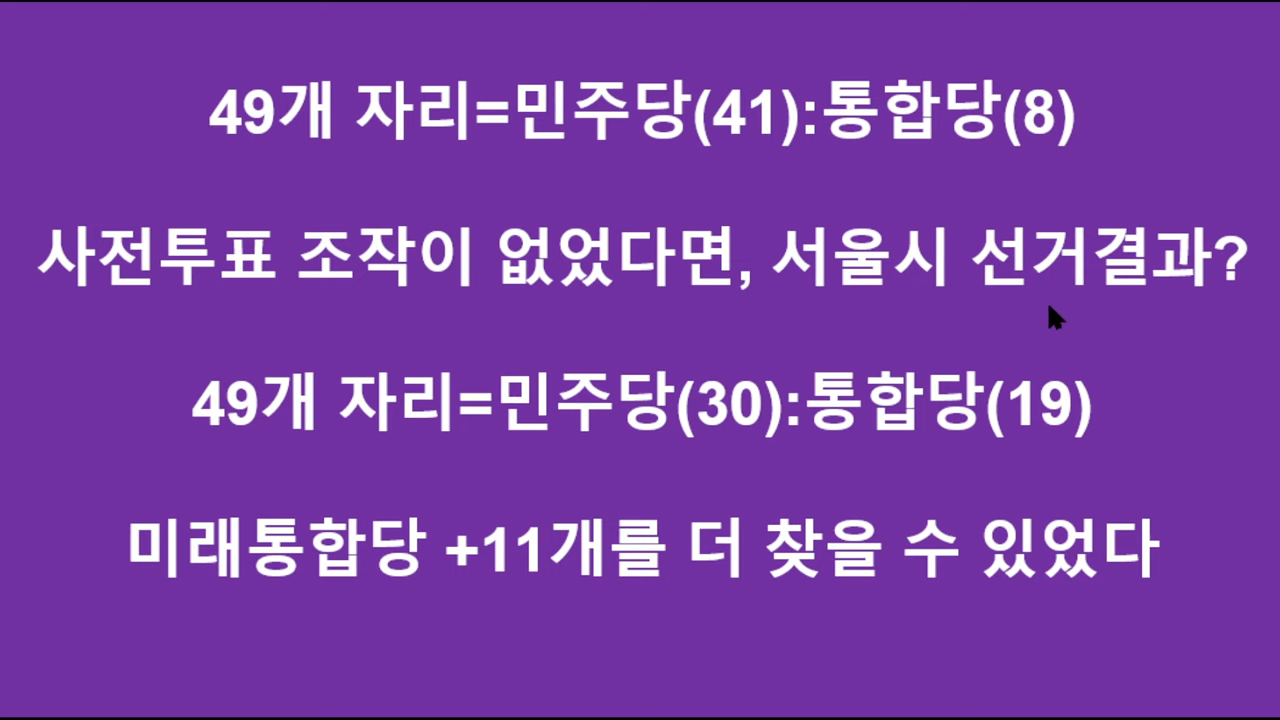 49개 자리=민주당(41):통합당(8)
사전투표 조작이 없었다면, 서울시 선거결과?
49개 자리=민주당(30):통합당(19)
미래통합당 +11개를 더 찾을 수 있었다